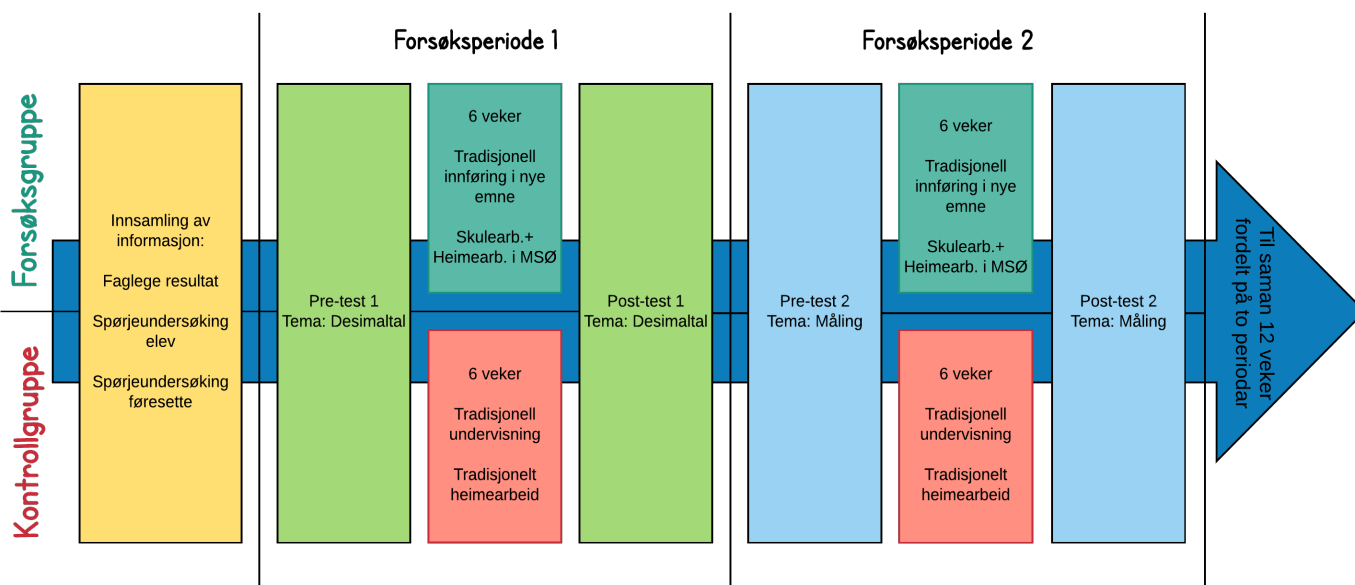 Forsøksperiode 1
Forsøksperiode 2
Forsøksgruppe
Kontrollgruppe
Innsamling av
informasjon:
Faglege resultat
Spørjeundersøking
elev
Spørjeundersøking
føresette
Pre-test 1
Tema: Desimaltal
6 veker
Tradisjonell
innføring i nye
emne
Skulearb.+
Heimearb. i MSØ
6 veker
Tradisjonell
undervisning
Tradisjonelt
heimearbeid
Post-test 1
Tema: Desimaltal
Pre-test 2
Tema: Måling
6 veker
Tradisjonell
innføring i nye
emne
Skulearb.+
Heimearb. i MSØ
6 veker
Tradisjonell
undervisning
Tradisjonelt
heimearbeid
Post-test 2
Tema: Måling
Til saman 12 veker
fordelt på to periodar